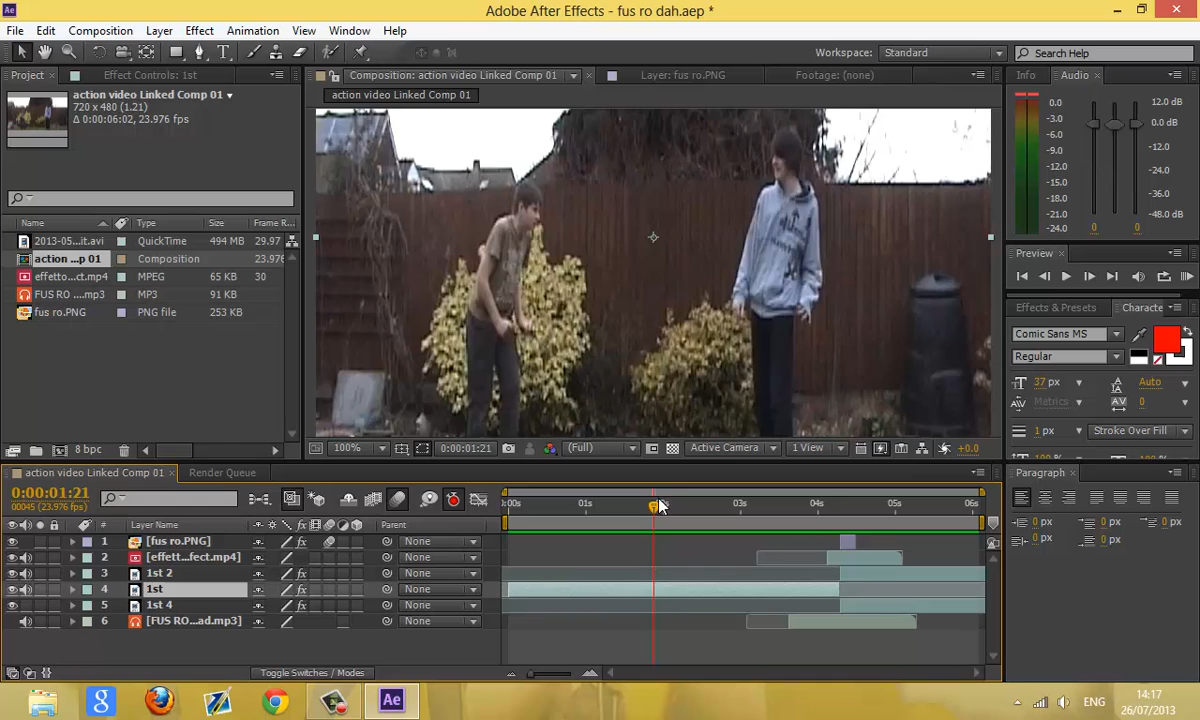 Adobe After Effects - fus ro dah.aep *
File Edit Composition Layer Effect Animation View Window Help
Workspace: Standard Search Help
Project Effect Controls: 1st
Composition: action video Linked Comp 01 Layer: fus ro.PNG Footage: (none)
Info Audio
action video Linked Comp 01
720 x 480 (1.21)
Δ 0:00:06:02, 23.976 fps
action video Linked Comp 01
0.0 12.0 dB
-3.0
-6.0 0.0 dB
-9.0
-12.0 -12.0
-15.0
-18.0 -24.0
-21.0 -36.0
-24.0 -48.0 dB
0 0
Name Type Size Frame R...
2013-05...it.avi QuickTime 494 MB 29.97
action ...p 01 Composition 23.976
effetto...ct.mp4 MPEG 65 KB 30
FUS RO ....mp3 MP3 91 KB
fus ro.PNG PNG file 253 KB
Preview
Effects & Presets Characte
Comic Sans MS
Regular
37 px Auto
Metrics 0
1 px Stroke Over Fill
8 bpc
100% 0:00:01:21 (Full) Active Camera 1 View +0.0
action video Linked Comp 01 Render Queue
Paragraph
0:00:01:21
00045 (23.976 fps)
:00s 01s 03s 04s 05s 06s
# Layer Name Parent
1 [fus ro.PNG] None
2 [effett...fect.mp4] None
3 1st 2 None
4 1st None
5 1st 4 None
6 [FUS RO...ad.mp3] None
0 px 0 px 0 px
0 px 0 px
Toggle Switches / Modes
Ae
ENG
14:17
26/07/2013